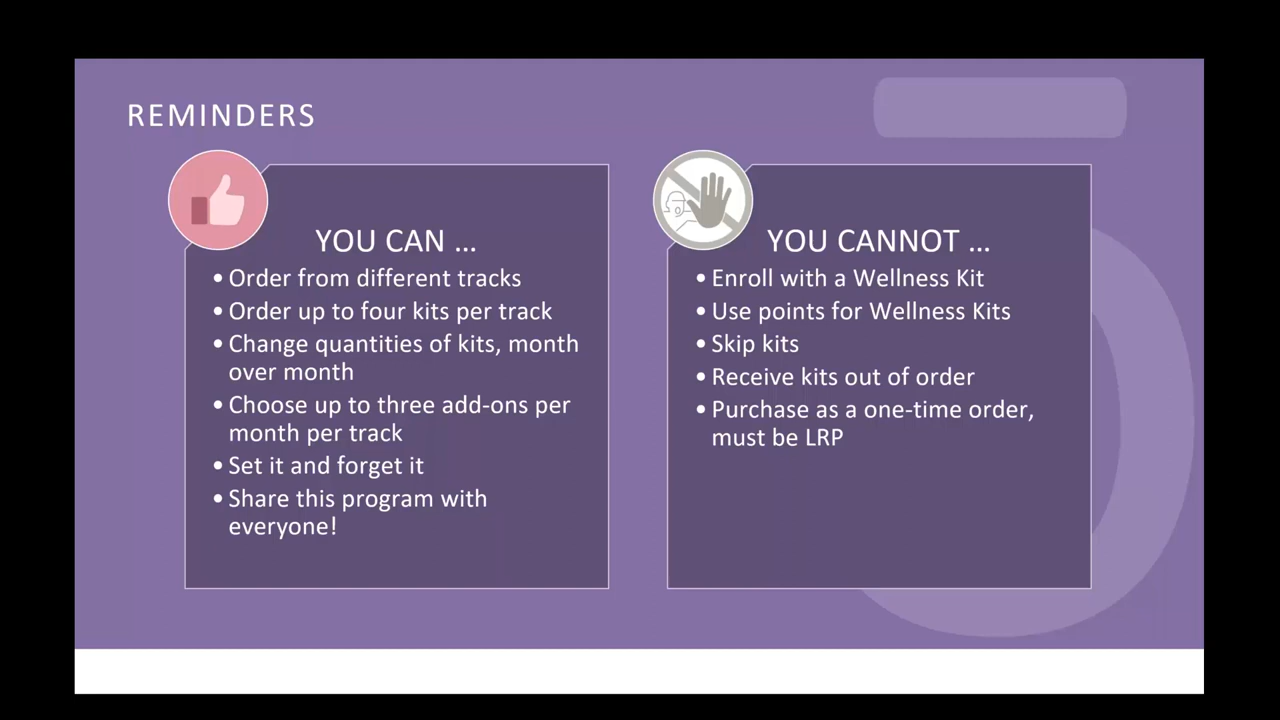 REMINDERS
YOU CAN …
• Order from different tracks
• Order up to four kits per track
• Change quantities of kits, month
over month
• Choose up to three add-ons per
month per track
• Set it and forget it
• Share this program with
everyone!
YOU CANNOT …
• Enroll with a Wellness Kit
• Use points for Wellness Kits
• Skip kits
• Receive kits out of order
• Purchase as a one-time order,
must be LRP